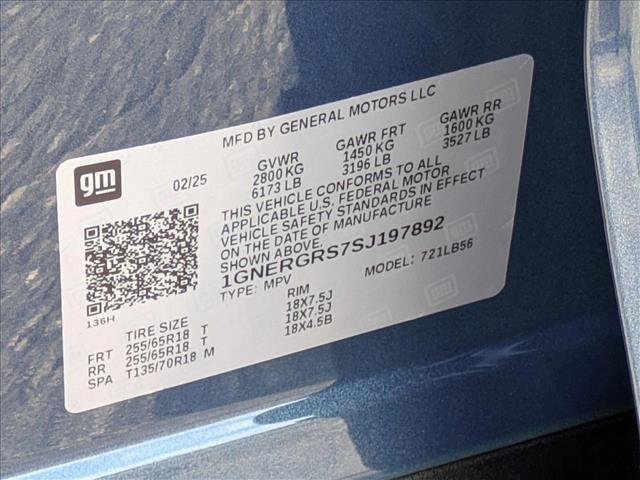 MFD BY GENERAL MOTORS LLC
gm
02/25
GVWR GAWR FRT GAWR RR
2800 KG 1450 KG 1600 KG
6173 LB 3196 LB 3527 LB
THIS VEHICLE CONFORMS TO ALL
APPLICABLE U.S. FEDERAL MOTOR
VEHICLE SAFETY STANDARDS IN EFFECT
ON THE DATE OF MANUFACTURE
SHOWN ABOVE.
1GNERGRS7SJ197892
TYPE: MPV MODEL: 721LB56
136H
TIRE SIZE RIM
FRT 255/65R18 T 18X7.5J
RR 255/65R18 T 18X7.5J
SPA T135/70R18 M 18X4.5B